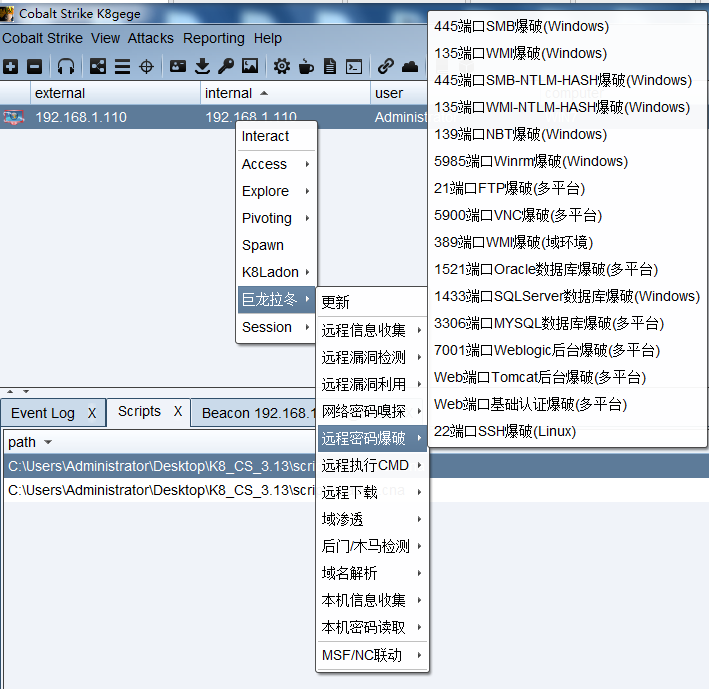 Cobalt Strike K8gege
Cobalt Strike View Attacks Reporting Help
external internal user
192.168.1.110 192.168.1.110 Administ
Interact
Access
Explore
Pivoting
Spawn
K8Ladon
巨龙拉冬
Session
更新
远程信息收集
远程漏洞检测
远程漏洞利用
网络密码嗅探
远程密码爆破
远程执行CMD
远程下载
域渗透
后门/木马检测
域名解析
本机信息收集
本机密码读取
MSF/NC联动
445端口SMB爆破(Windows)
135端口WMI爆破(Windows)
445端口SMB-NTLM-HASH爆破(Windows)
135端口WMI-NTLM-HASH爆破(Windows)
139端口NBT爆破(Windows)
5985端口Winrm爆破(Windows)
21端口FTP爆破(多平台)
5900端口VNC爆破(多平台)
389端口WMI爆破(域环境)
1521端口Oracle数据库爆破(多平台)
1433端口SQLServer数据库爆破(Windows)
3306端口MYSQL数据库爆破(多平台)
7001端口Weblogic后台爆破(多平台)
Web端口Tomcat后台爆破(多平台)
Web端口基础认证爆破(多平台)
22端口SSH爆破(Linux)
Event Log X Scripts X Beacon 192.168.1
path
C:\Users\Administrator\Desktop\K8_CS_3.13\scri
C:\Users\Administrator\Desktop\K8_CS_3.13\scri